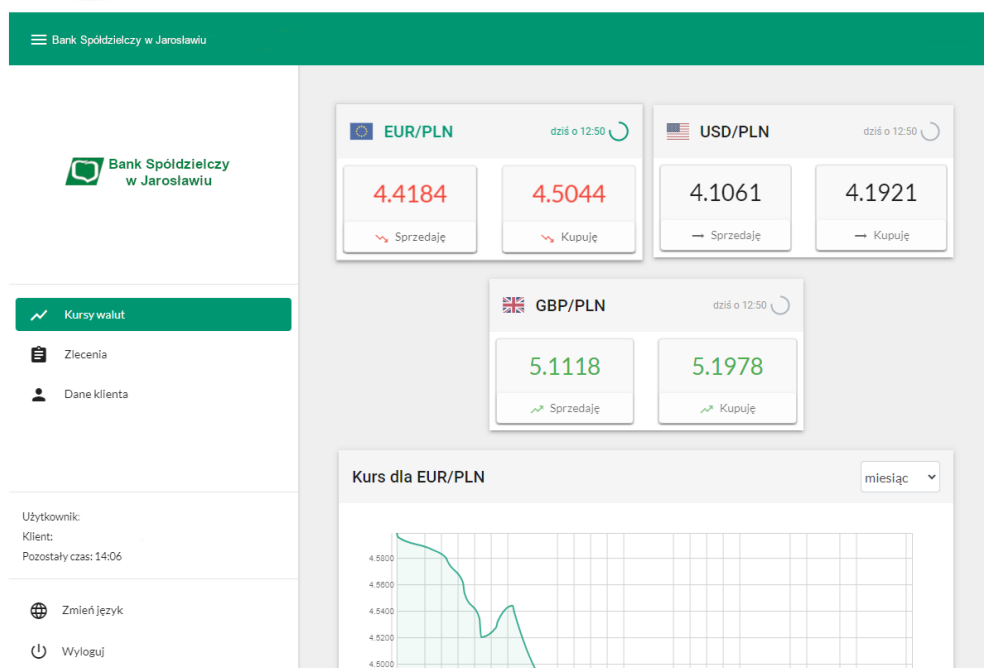 Bank Spółdzielczy w Jarosławiu
Bank Spółdzielczy
w Jarosławiu
Kursy walut
Zlecenia
Dane klienta
Użytkownik:
Klient:
Pozostały czas: 14:06
Zmień język
Wyloguj
EUR/PLN
dziś o 12:50
4.4184
4.5044
Sprzedaję
Kupuję
USD/PLN
dziś o 12:50
4.1061
4.1921
Sprzedaję
Kupuję
GBP/PLN
dziś o 12:50
5.1118
5.1978
Sprzedaję
Kupuję
Kurs dla EUR/PLN
miesiąc
4.5800
4.5600
4.5400
4.5200
4.5000